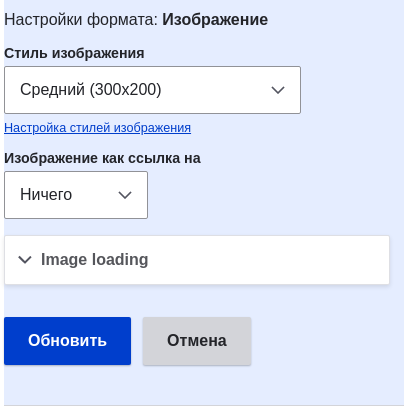 Настройки формата: Изображение
Стиль изображения
Средний (300x200)
Настройка стилей изображения
Изображение как ссылка на
Ничего
Image loading
Обновить
Отмена